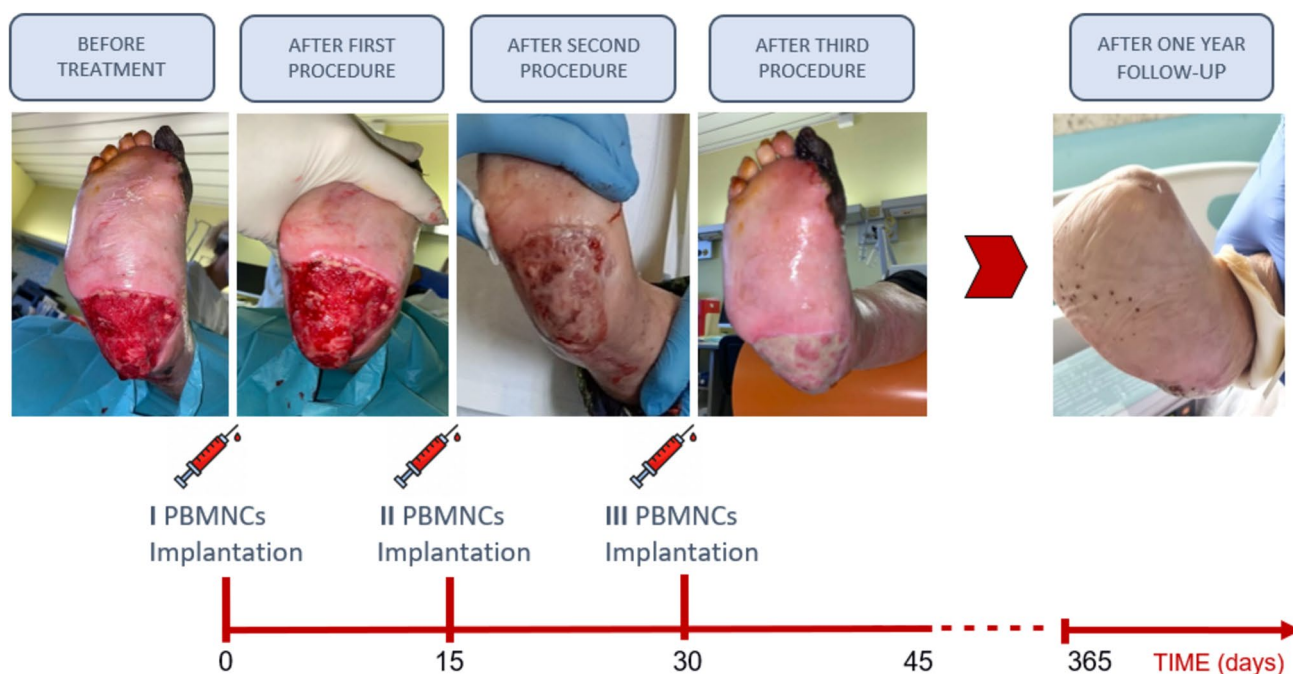 BEFORE
TREATMENT
AFTER FIRST
PROCEDURE
AFTER SECOND
PROCEDURE
AFTER THIRD
PROCEDURE
AFTER ONE YEAR
FOLLOW-UP
I PBMNCs
Implantation
II PBMNCs
Implantation
III PBMNCs
Implantation
0
15
30
45
365
TIME (days)